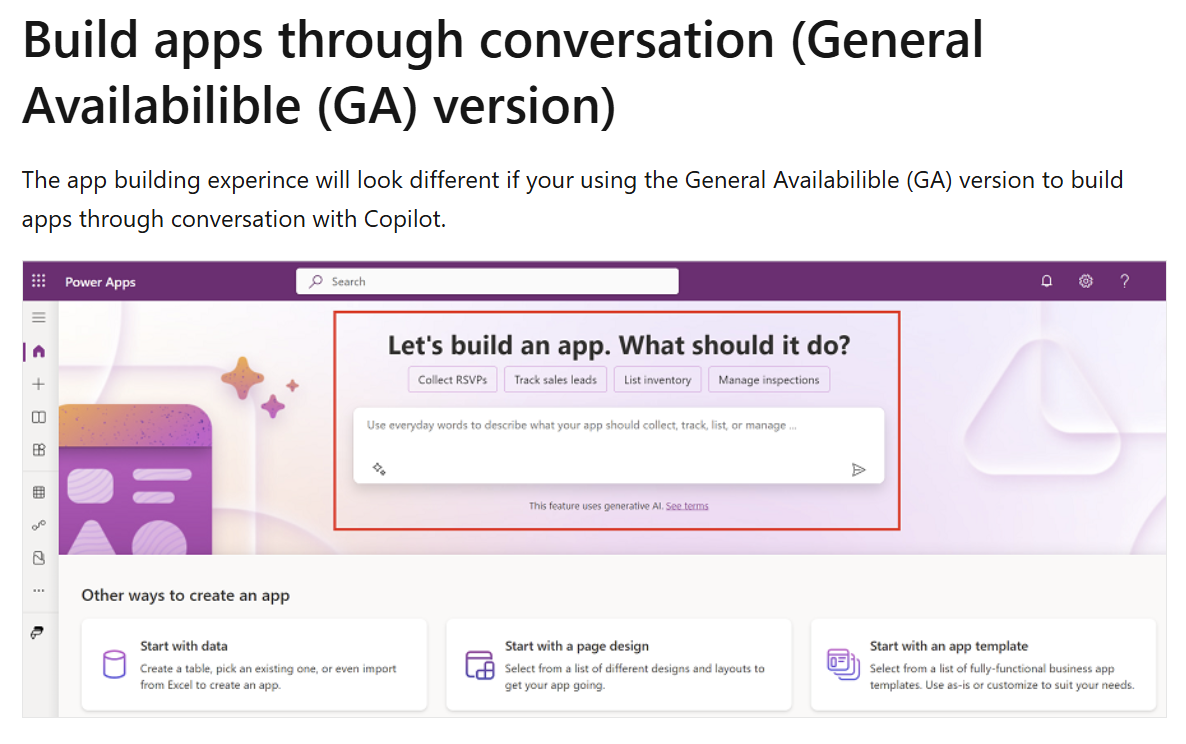 Build apps through conversation (General
Availabilible (GA) version)
The app building experince will look different if your using the General Availabilible (GA) version to build
apps through conversation with Copilot.
Power Apps
Search
Let's build an app. What should it do?
Collect RSVPs
Track sales leads
List inventory
Manage inspections
Use everyday words to describe what your app should collect, track, list, or manage ...
This feature uses generative AI. See terms
Other ways to create an app
Start with data
Create a table, pick an existing one, or even import
from Excel to create an app.
Start with a page design
Select from a list of different designs and layouts to
get your app going.
Start with an app template
Select from a list of fully-functional business app
templates. Use as-is or customize to suit your needs.